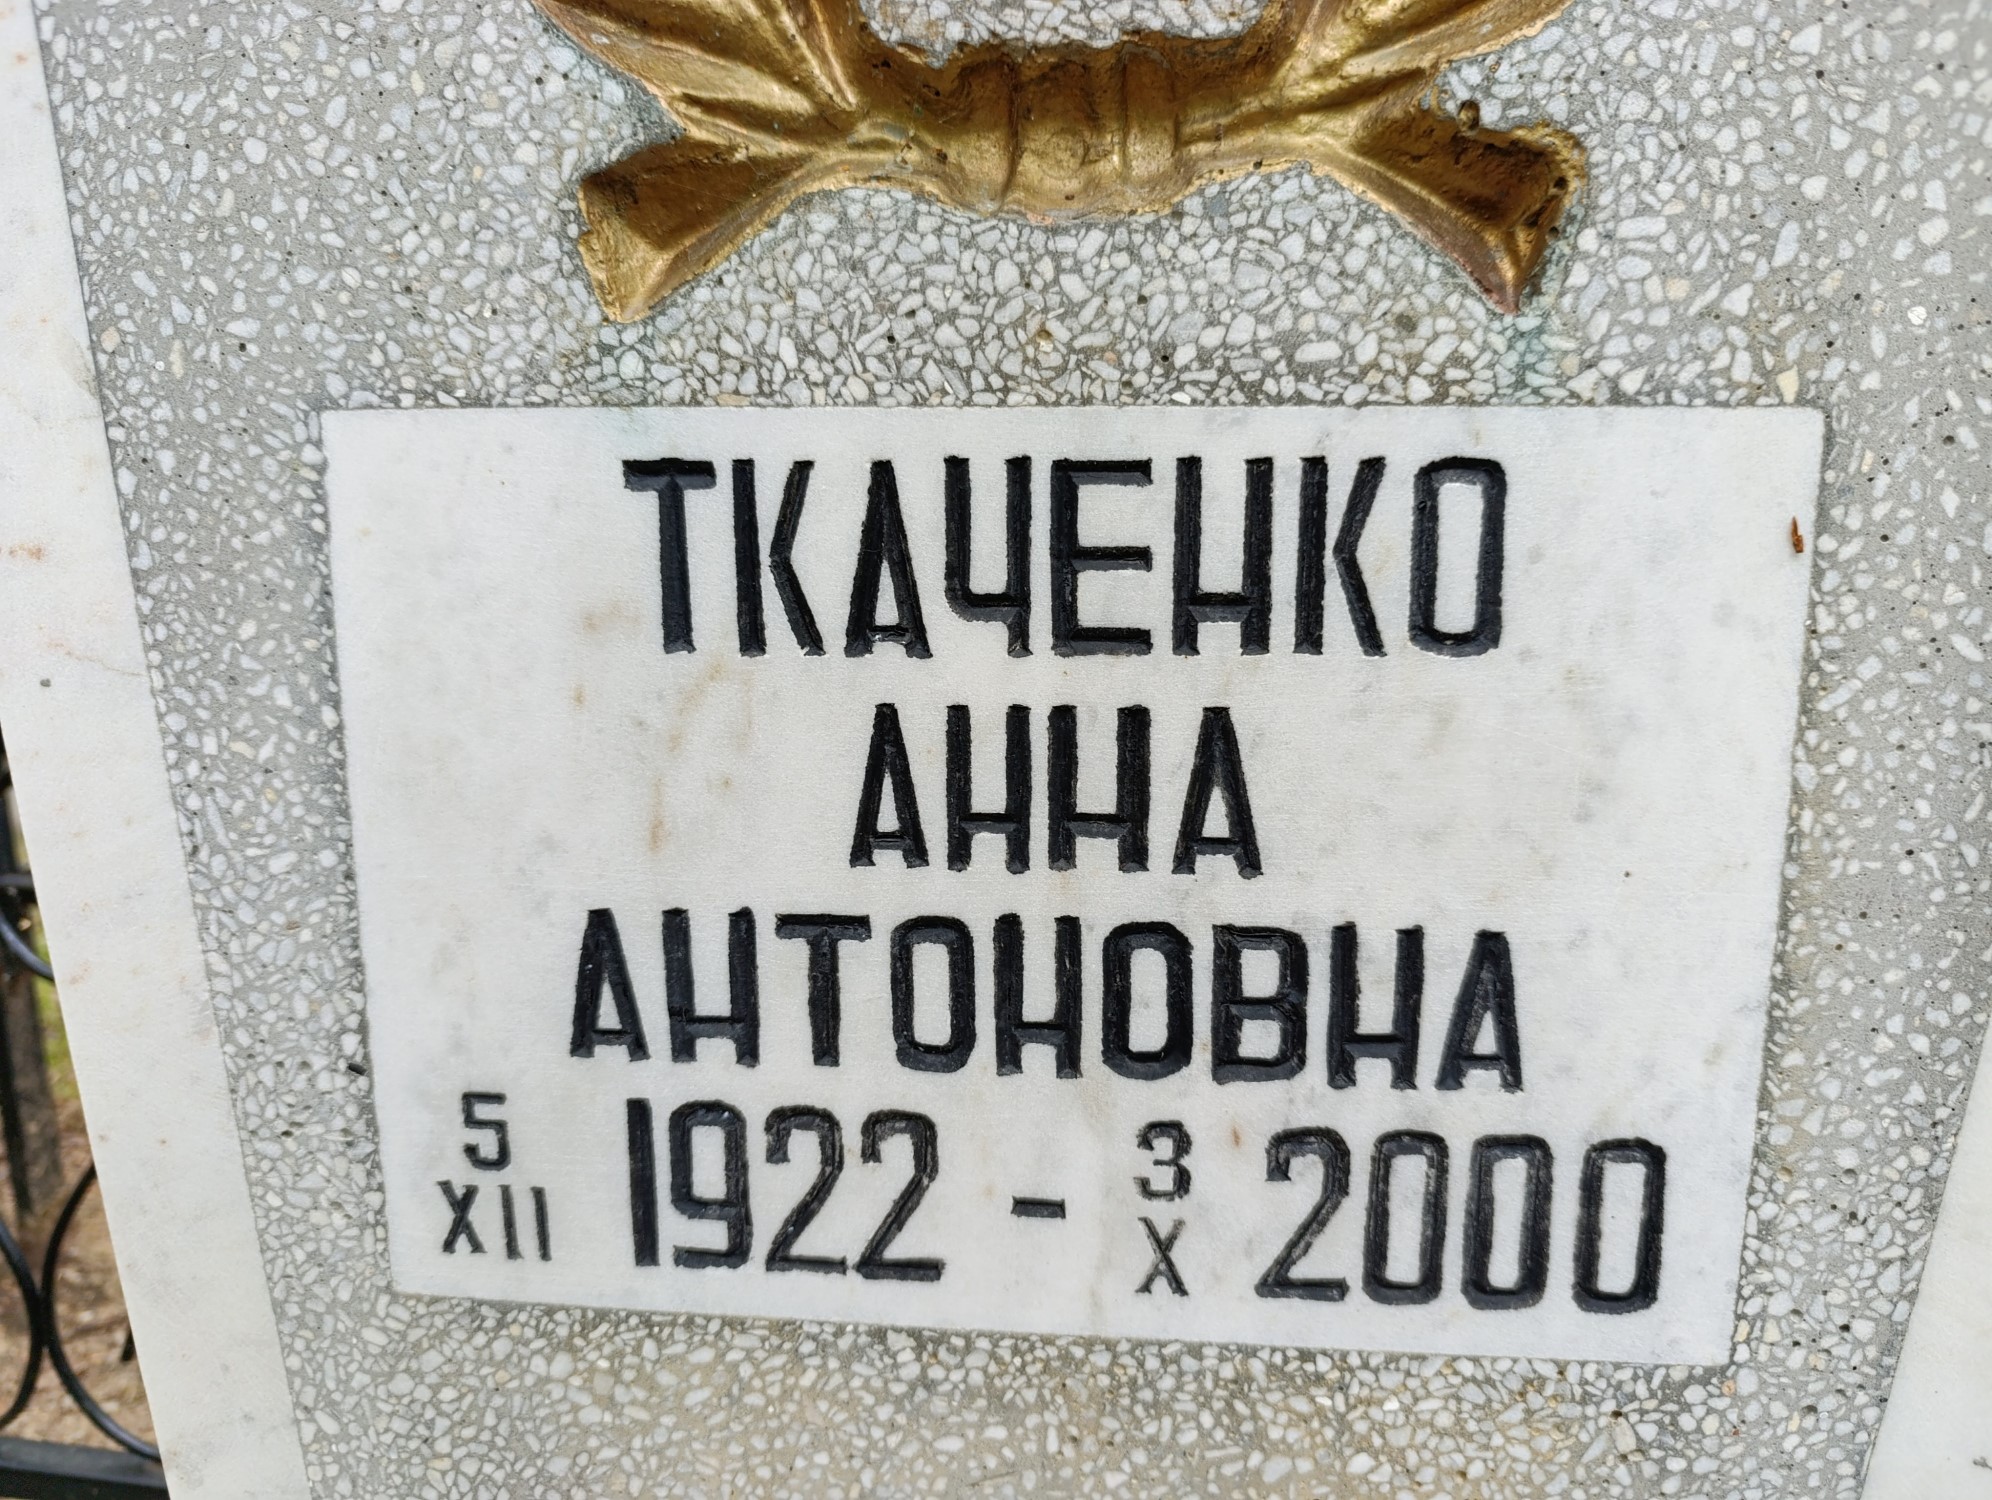 ТКАЧЕНКО
АННА
АНТОНОВНА
5 XII 1922 - 3 X 2000